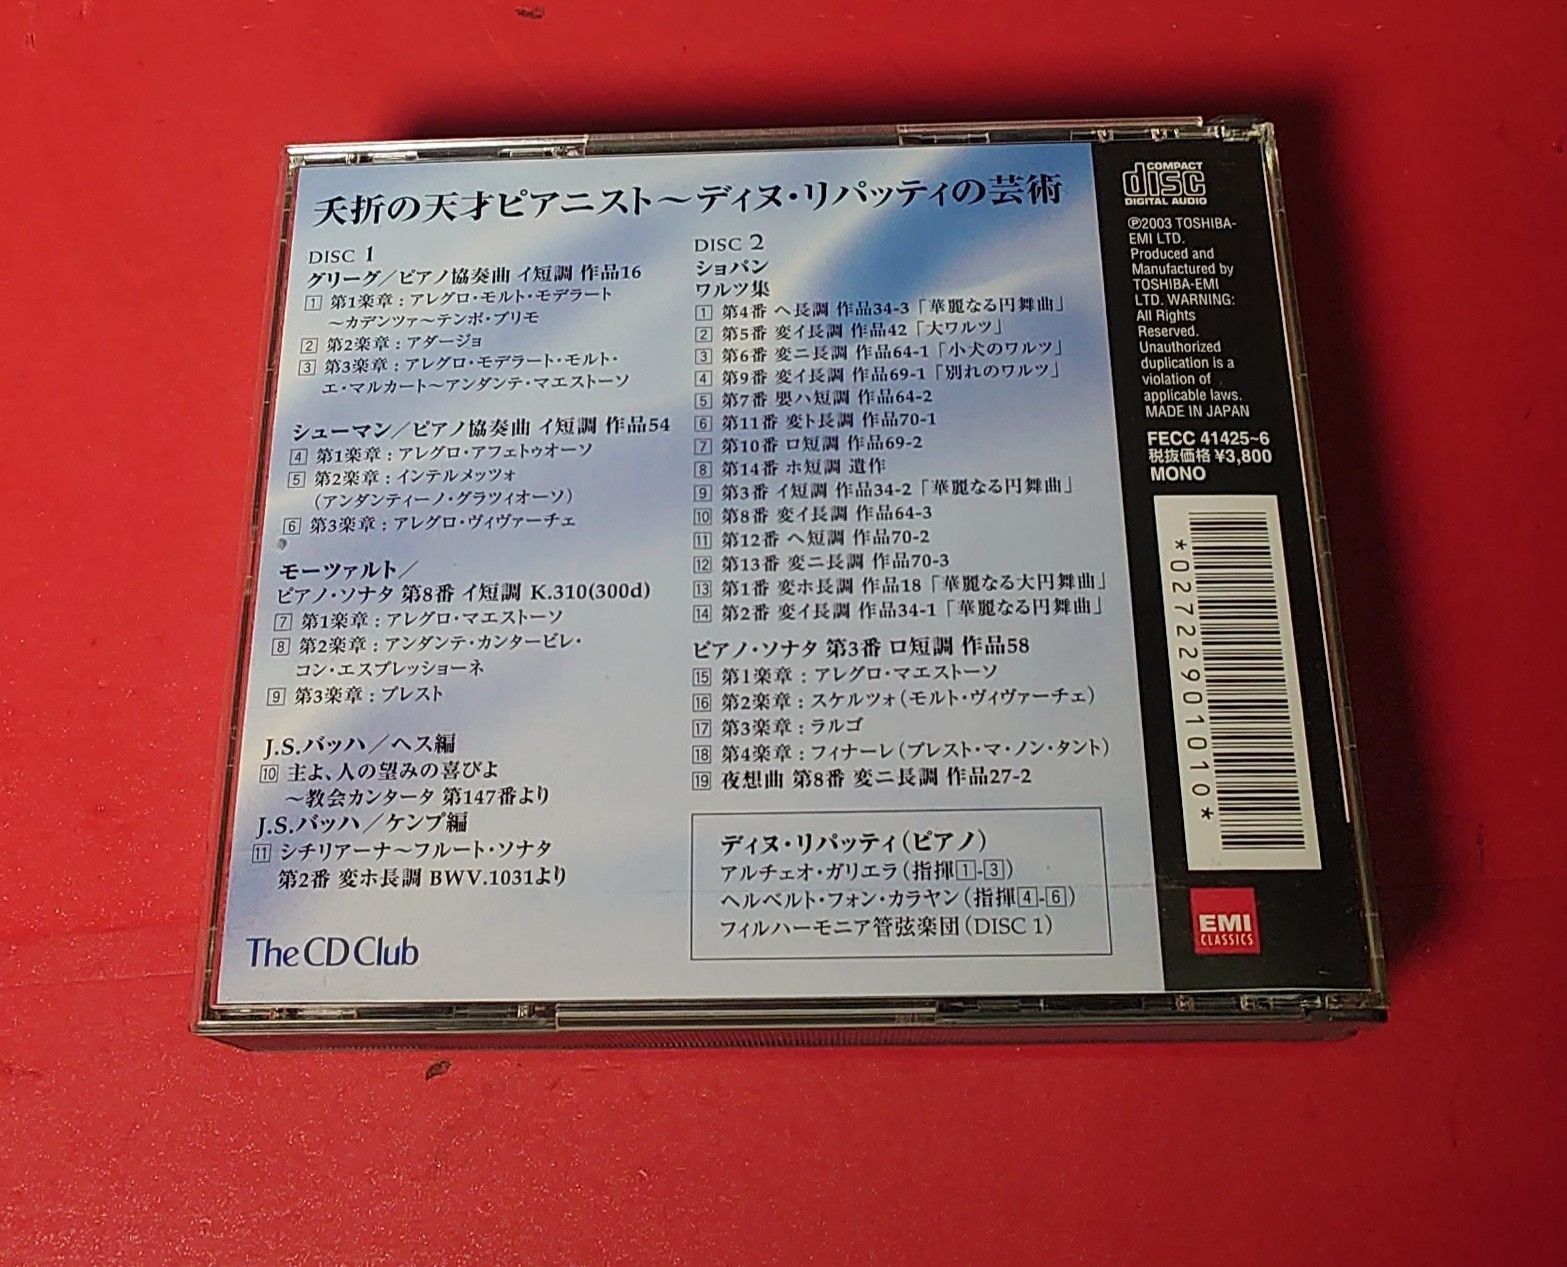 夭折の天才ピアニスト～ディヌ・リパッティの芸術
DISC 1
グリーグ／ピアノ協奏曲 イ短調 作品16
1 第1楽章：アレグロ・モルト・モデラート
～カデンツァ～テンポ・プリモ
2 第2楽章：アダージョ
3 第3楽章：アレグロ・モデラート・モルト・
エ・マルカート～アンダンテ・マエストーソ
シューマン／ピアノ協奏曲 イ短調 作品54
4 第1楽章：アレグロ・アフェトゥオーソ
5 第2楽章：インテルメッツォ
（アンダンティーノ・グラツィオーソ）
6 第3楽章：アレグロ・ヴィヴァーチェ
モーツァルト／
ピアノ・ソナタ 第8番 イ短調 K.310(300d)
7 第1楽章：アレグロ・マエストーソ
8 第2楽章：アンダンテ・カンタービレ・
コン・エスプレッショーネ
9 第3楽章：プレスト
J.S.バッハ／ヘス編
10 主よ、人の望みの喜びよ
～教会カンタータ 第147番より
J.S.バッハ／ケンプ編
11 シチリアーナ～フルート・ソナタ
第2番 変ホ長調 BWV.1031より
The CD Club
DISC 2
ショパン
ワルツ集
1 第4番 ヘ長調 作品34-3「華麗なる円舞曲」
2 第5番 変イ長調 作品42「大ワルツ」
3 第6番 変ニ長調 作品64-1「小犬のワルツ」
4 第9番 変イ長調 作品69-1「別れのワルツ」
5 第7番 嬰ハ短調 作品64-2
6 第11番 変ト長調 作品70-1
7 第10番 ロ短調 作品69-2
8 第14番 ホ短調 遺作
9 第3番 イ短調 作品34-2「華麗なる円舞曲」
10 第8番 変イ長調 作品64-3
11 第12番 ヘ短調 作品70-2
12 第13番 変ニ長調 作品70-3
13 第1番 変ホ長調 作品18「華麗なる大円舞曲」
14 第2番 変イ長調 作品34-1「華麗なる円舞曲」
ピアノ・ソナタ 第3番 ロ短調 作品58
15 第1楽章：アレグロ・マエストーソ
16 第2楽章：スケルツォ（モルト・ヴィヴァーチェ）
17 第3楽章：ラルゴ
18 第4楽章：フィナーレ（プレスト・マ・ノン・タント）
19 夜想曲 第8番 変ニ長調 作品27-2
ディヌ・リパッティ（ピアノ）
アルチェオ・ガリエラ（指揮1-3）
ヘルベルト・フォン・カラヤン（指揮4-6）
フィルハーモニア管弦楽団（DISC 1）
COMPACT
disc
DIGITAL AUDIO
℗2003 TOSHIBA-
EMI LTD.
Produced and
Manufactured by
TOSHIBA-EMI
LTD. WARNING:
All Rights
Reserved.
Unauthorized
duplication is a
violation of
applicable laws.
MADE IN JAPAN
FECC 41425~6
税抜価格 ¥3,800
MONO
*0272290 1010*
EMI
CLASSICS